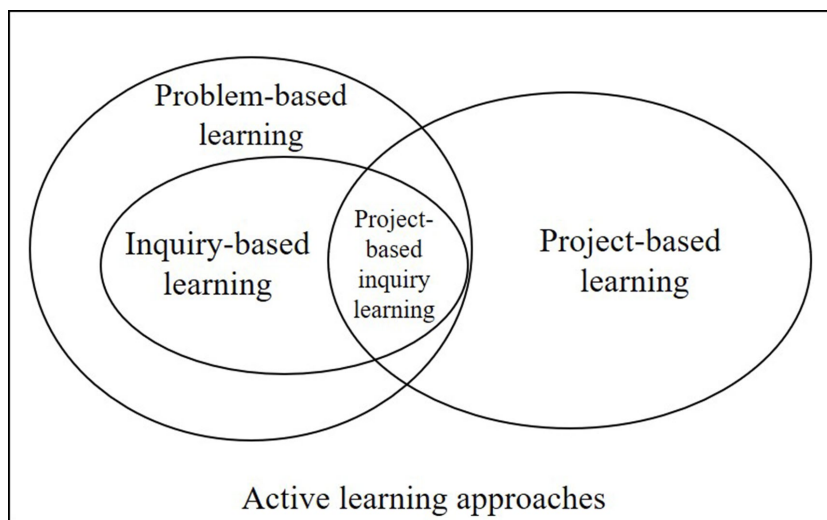 Problem-based
learning
Inquiry-based
learning
Project-
based
inquiry
learning
Project-based
learning
Active learning approaches